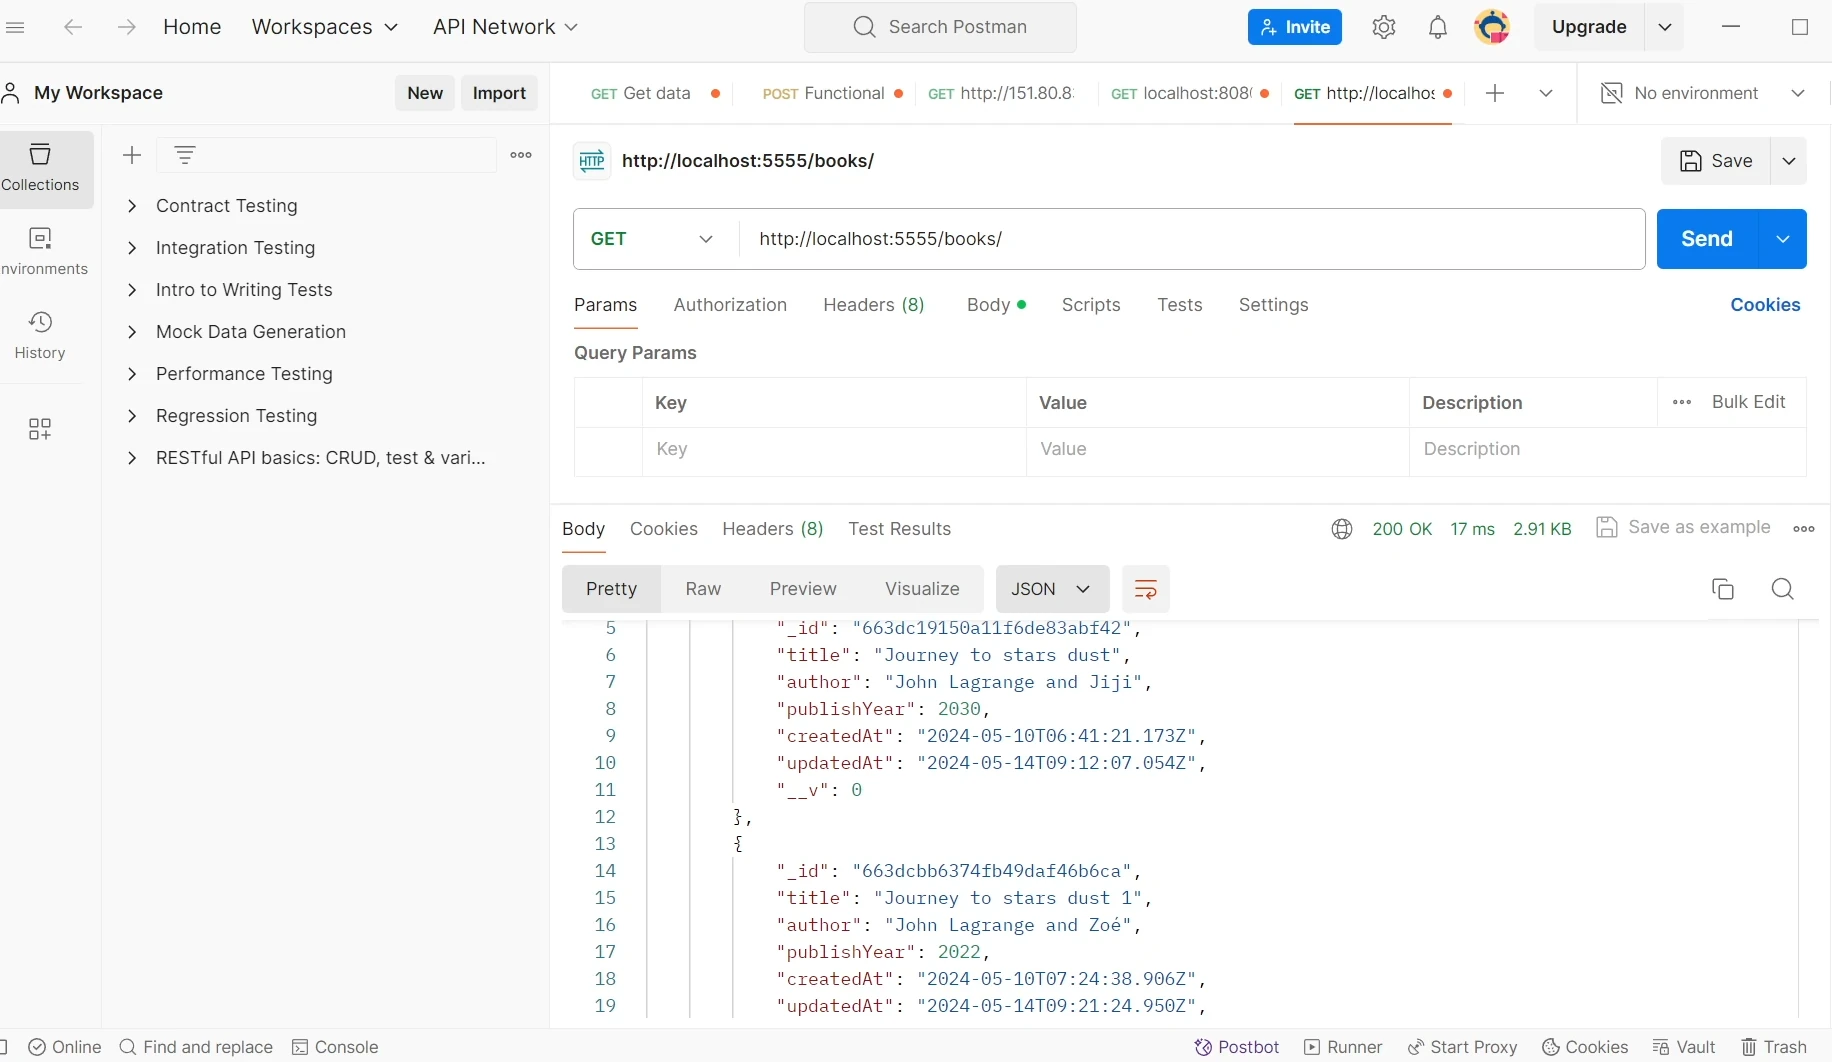 Home Workspaces API Network Search Postman Invite Upgrade
My Workspace New Import GET Get data POST Functional GET http://151.80.8 GET localhost:808 GET http://localhos No environment
Collections
nvironments
History
Contract Testing
Integration Testing
Intro to Writing Tests
Mock Data Generation
Performance Testing
Regression Testing
RESTful API basics: CRUD, test & vari...
HTTP http://localhost:5555/books/ Save
GET http://localhost:5555/books/ Send
Params Authorization Headers (8) Body Scripts Tests Settings Cookies
Query Params
Key Value Description Bulk Edit
Key Value Description
Body Cookies Headers (8) Test Results 200 OK 17 ms 2.91 KB Save as example
Pretty Raw Preview Visualize JSON
5 "_id": "663dc19150a11f6de83abf42",
6 "title": "Journey to stars dust",
7 "author": "John Lagrange and Jiji",
8 "publishYear": 2030,
9 "createdAt": "2024-05-10T06:41:21.173Z",
10 "updatedAt": "2024-05-14T09:12:07.054Z",
11 "__v": 0
12 },
13 {
14 "_id": "663dcbb6374fb49daf46b6ca",
15 "title": "Journey to stars dust 1",
16 "author": "John Lagrange and Zoé",
17 "publishYear": 2022,
18 "createdAt": "2024-05-10T07:24:38.906Z",
19 "updatedAt": "2024-05-14T09:21:24.950Z",
Online Find and replace Console Postbot Runner Start Proxy Cookies Vault Trash